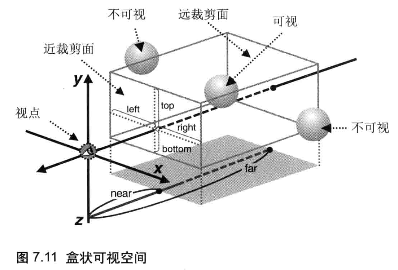 不可视
远裁剪面
可视
近裁剪面
y
left
top
视点
right
不可视
bottom
x
far
near
z
图 7.11 盒状可视空间